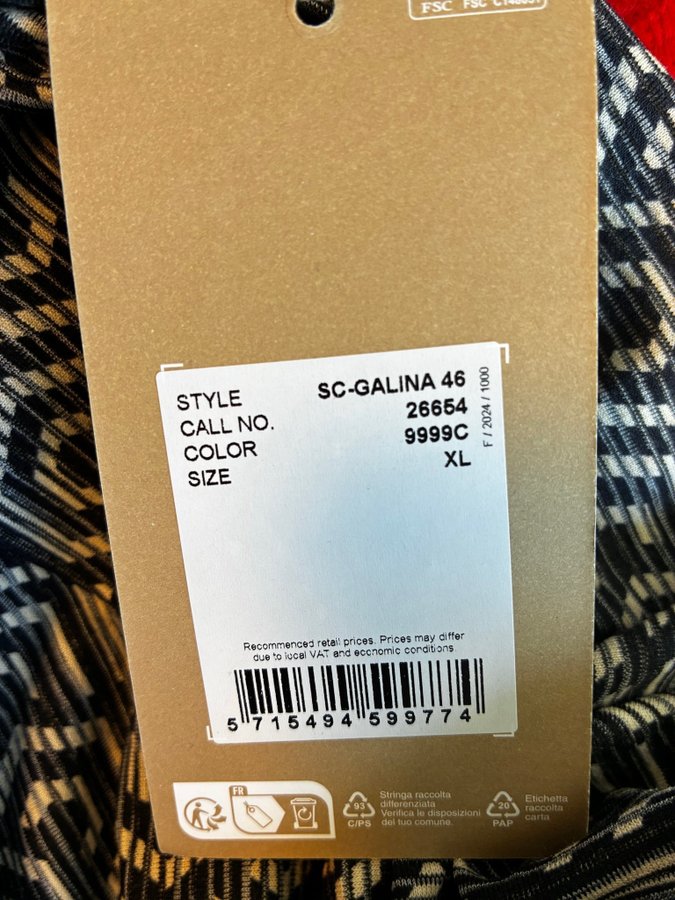 FSC
STYLE SC-GALINA 46
CALL NO. 26654
COLOR 9999C
SIZE XL
F / 2024 / 1000
Recommenced retail prices. Prices may differ
due to local VAT and economic conditions.
5 715494 599774
FR
93
C/PS
Stringa raccolta
differenziata
Verifica le disposizioni
del tuo comune.
20
PAP
Etichetta
raccolta
carta